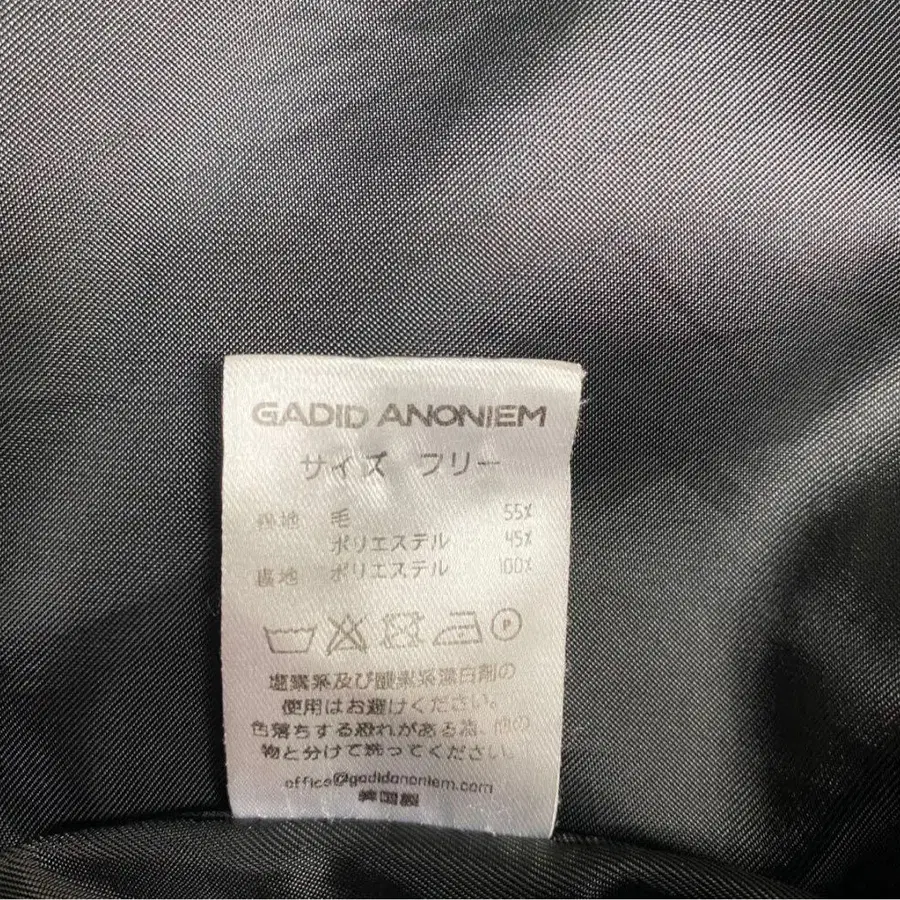 GADID ANONIEM
サイズ フリー
表地 毛 55%
ポリエステル 45%
裏地 ポリエステル 100%
P
塩素系及び酸素系漂白剤の
使用はお避けください。
色落ちする恐れがある為、他の
物と分けて洗ってください。
office@gadidanoniem.com
韓国製